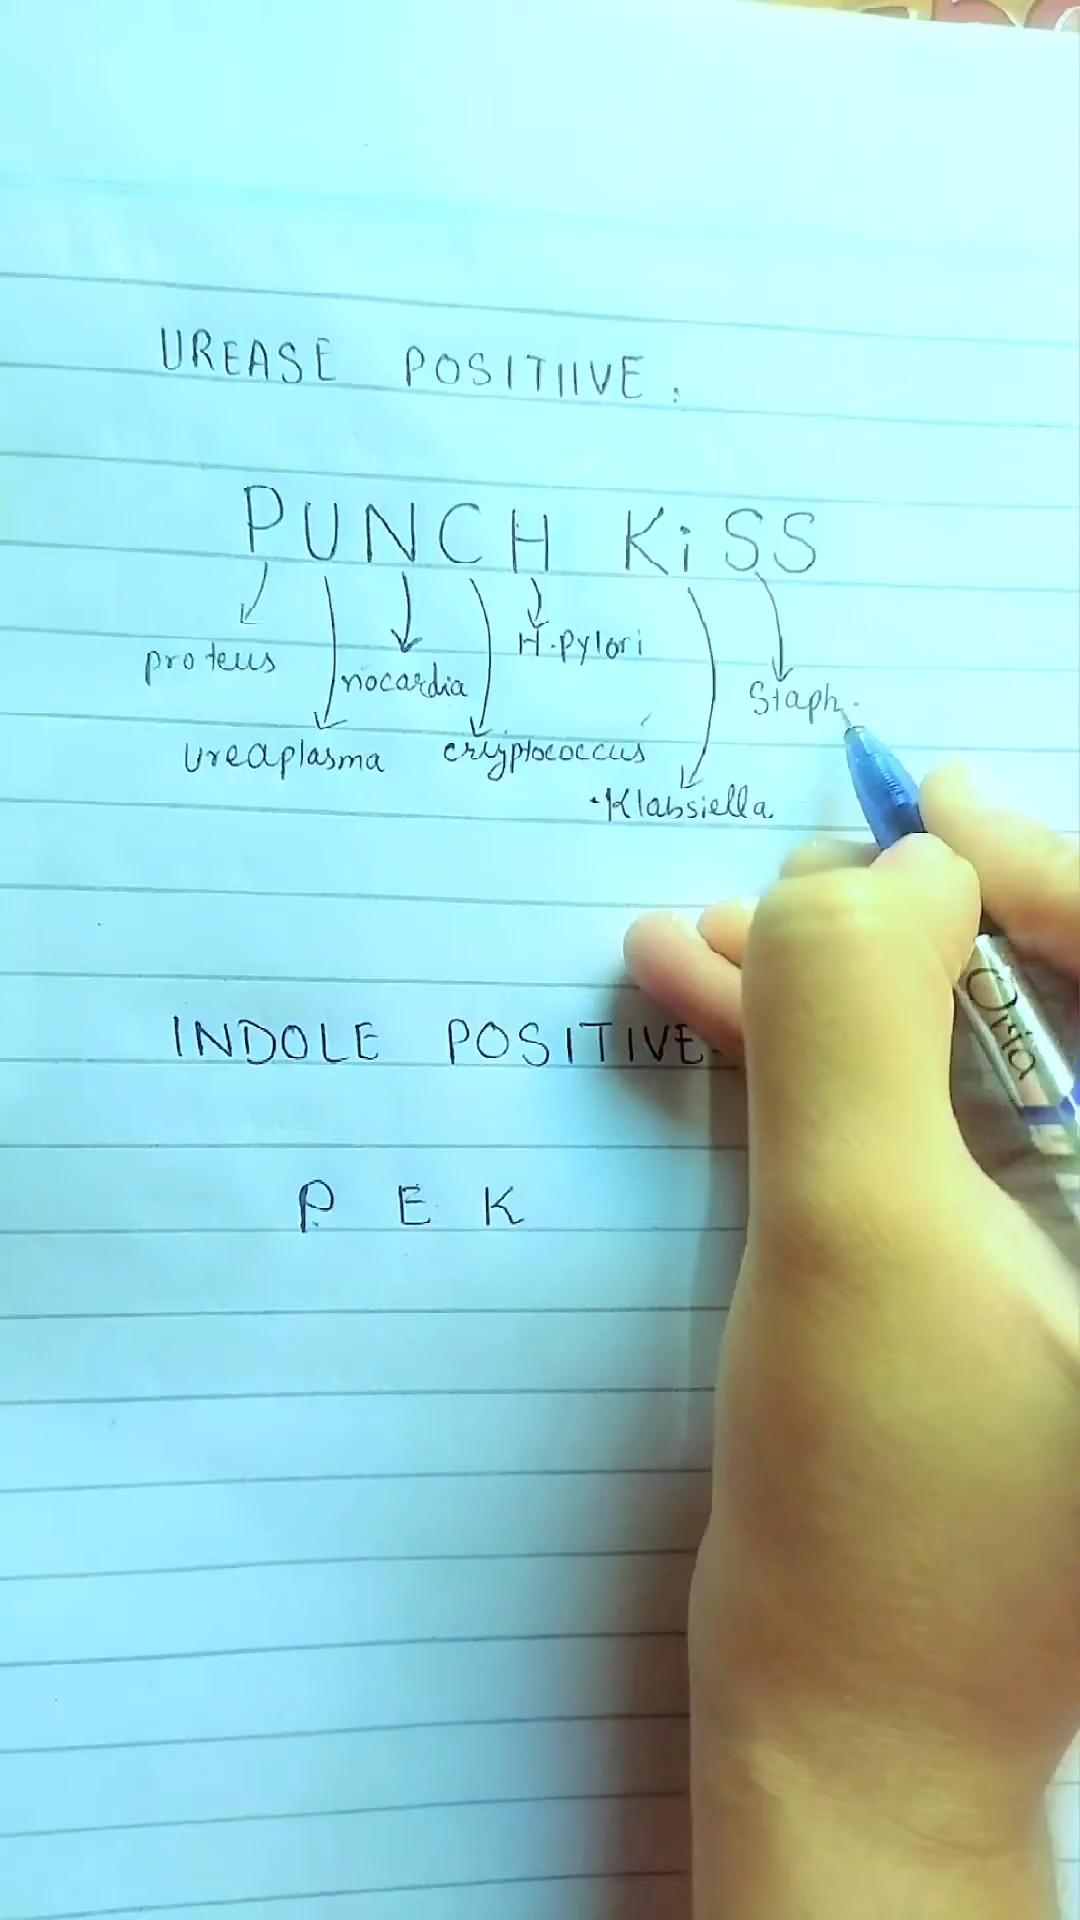 UREASE POSITIIVE.
PUNCH KiSS
proteus
ureaplasma
nocardia
cryptococcus
H.pylori
Klabsiella.
Staph.
INDOLE POSITIVE.
P E K